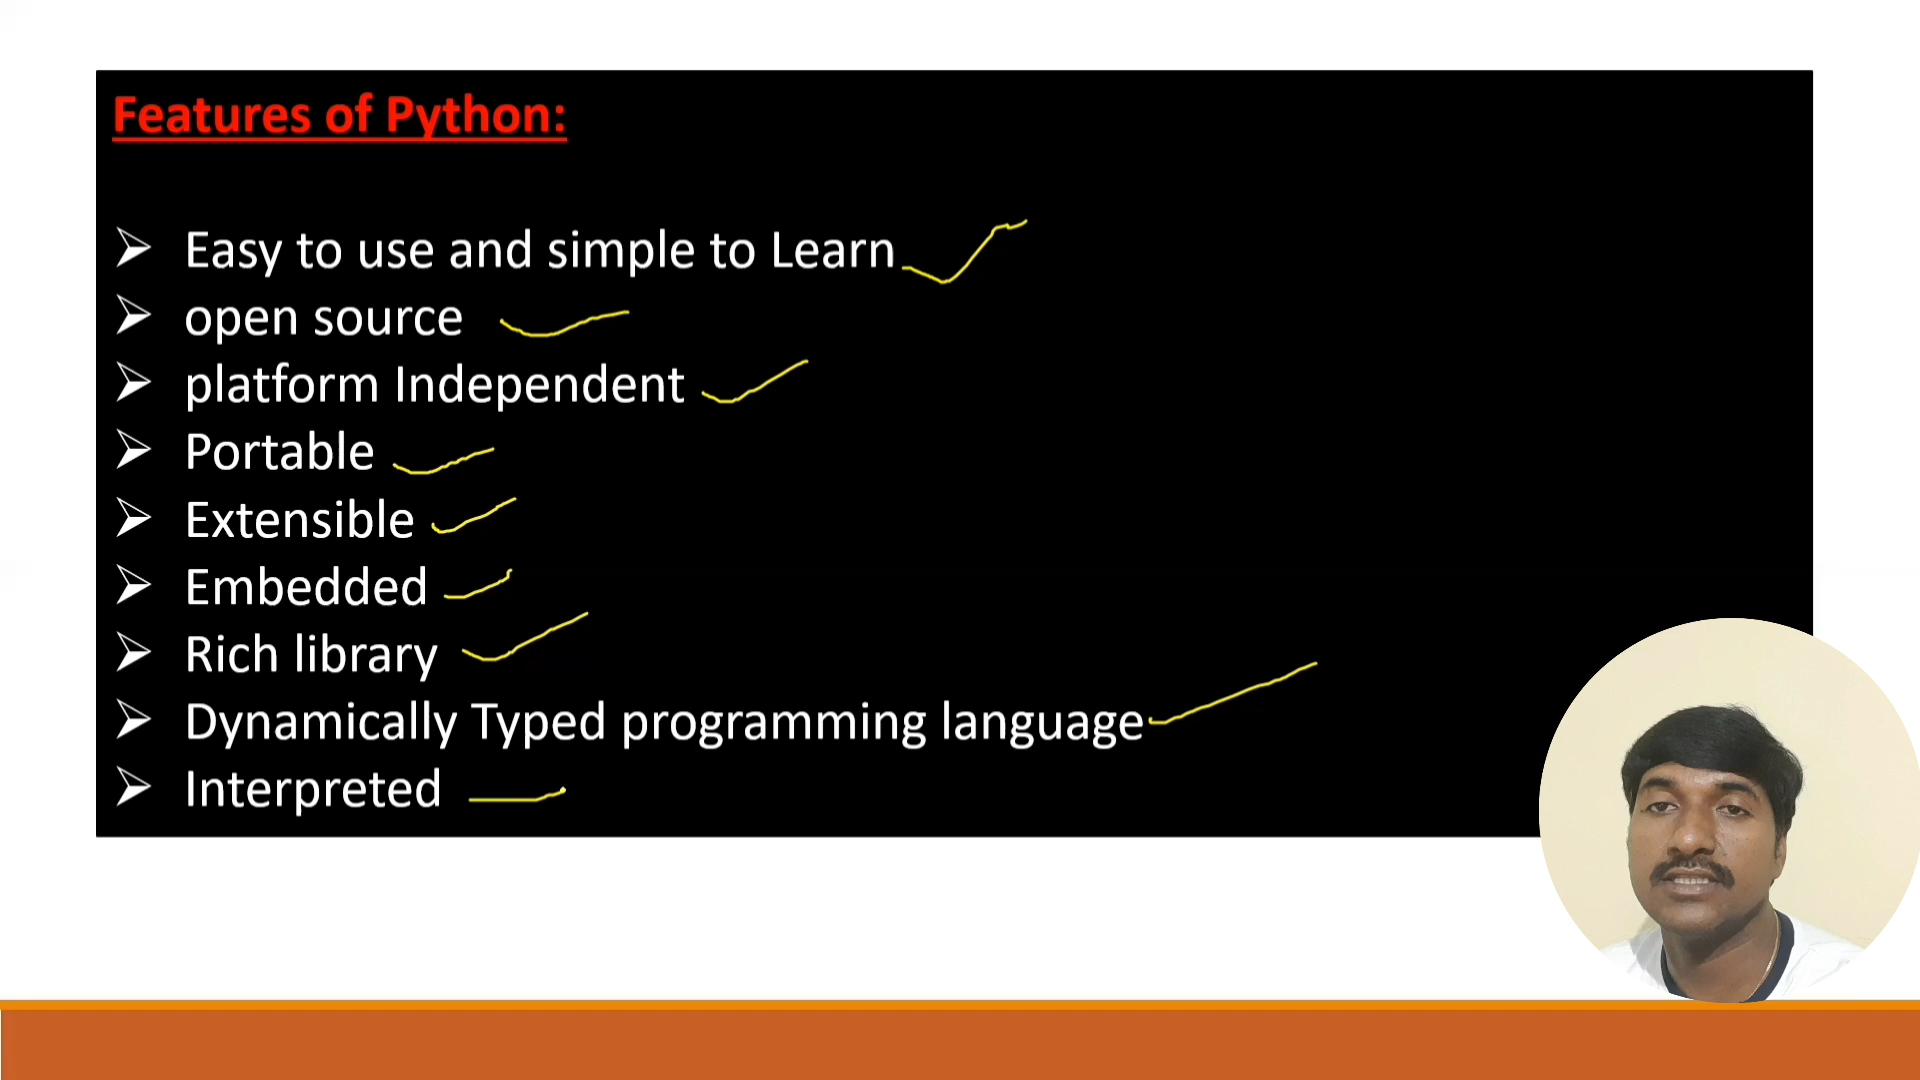 Features of Python:
Easy to use and simple to Learn
open source
platform Independent
Portable
Extensible
Embedded
Rich library
Dynamically Typed programming language
Interpreted